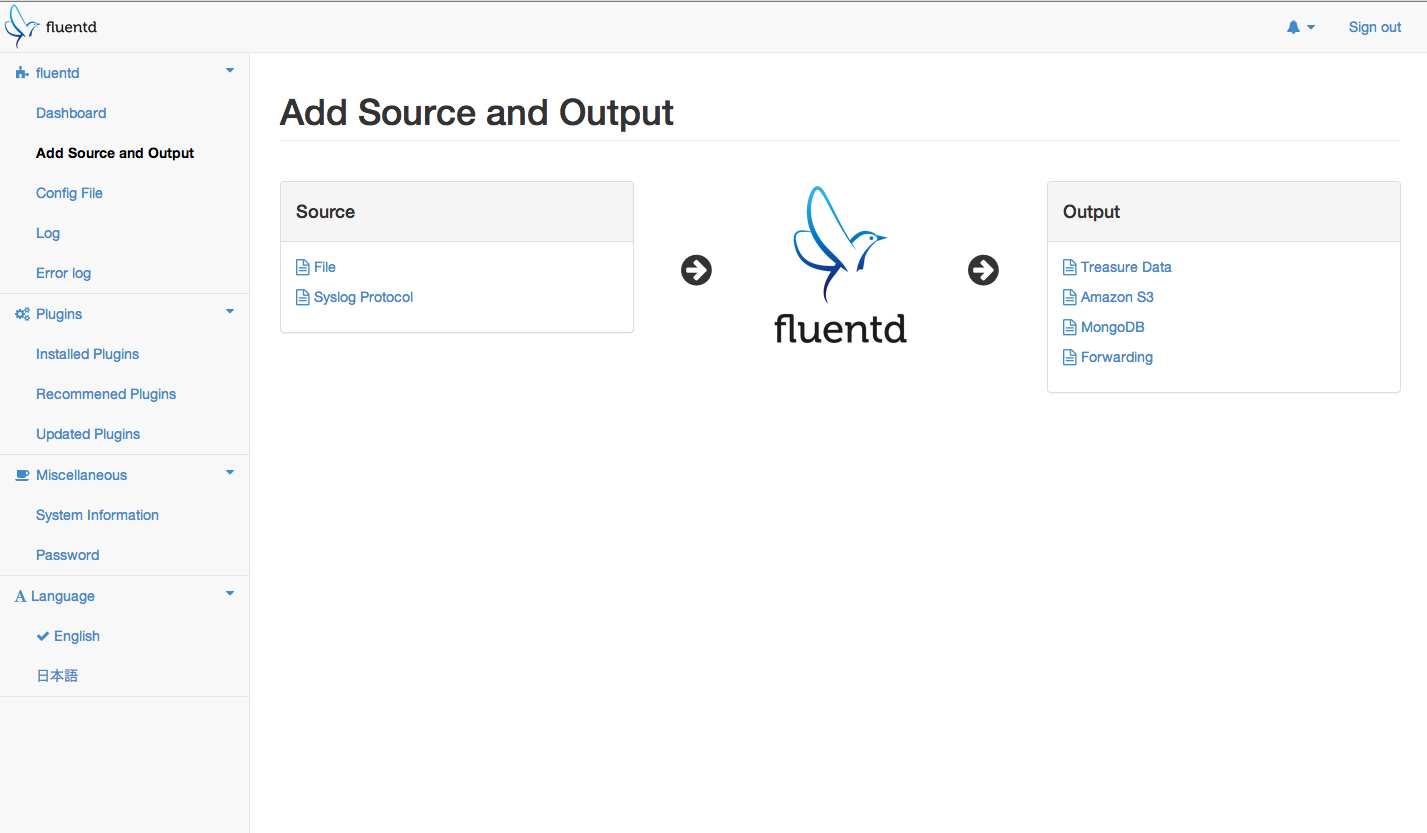 fluentd
Sign out
fluentd
Dashboard
Add Source and Output
Config File
Log
Error log
Plugins
Installed Plugins
Recommened Plugins
Updated Plugins
Miscellaneous
System Information
Password
A Language
English
日本語
Add Source and Output
Source
File
Syslog Protocol
fluentd
Output
Treasure Data
Amazon S3
MongoDB
Forwarding